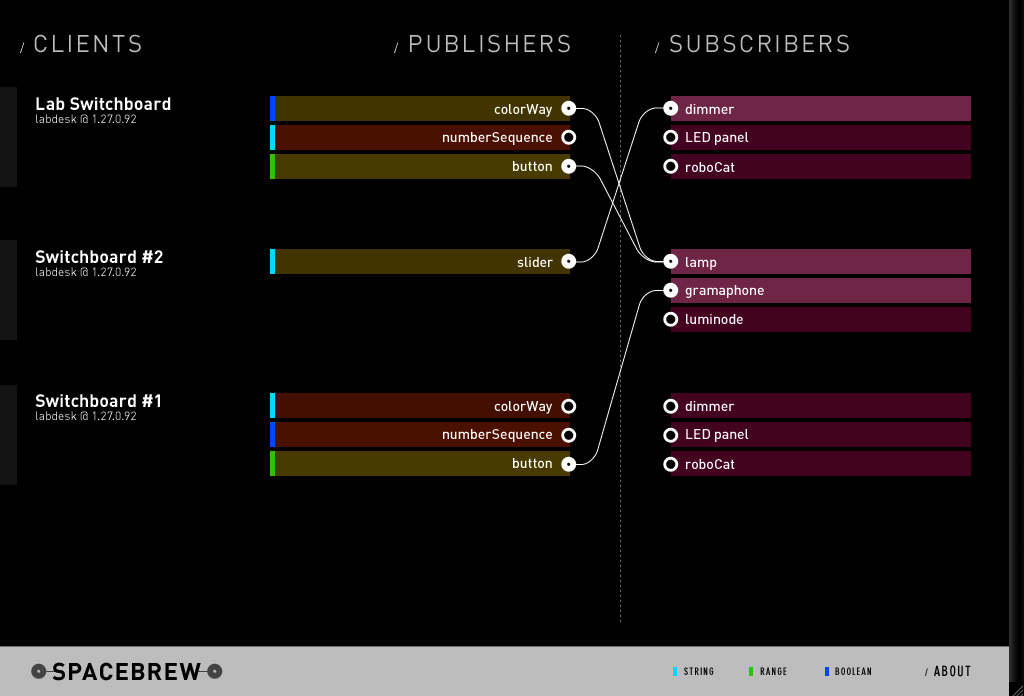 / CLIENTS
/ PUBLISHERS
/ SUBSCRIBERS
Lab Switchboard
labdesk @ 1.27.0.92
colorWay
numberSequence
button
dimmer
LED panel
roboCat
Switchboard #2
labdesk @ 1.27.0.92
slider
lamp
gramaphone
luminode
Switchboard #1
labdesk @ 1.27.0.92
colorWay
numberSequence
button
dimmer
LED panel
roboCat
SPACEBREW
STRING
RANGE
BOOLEAN
/ ABOUT